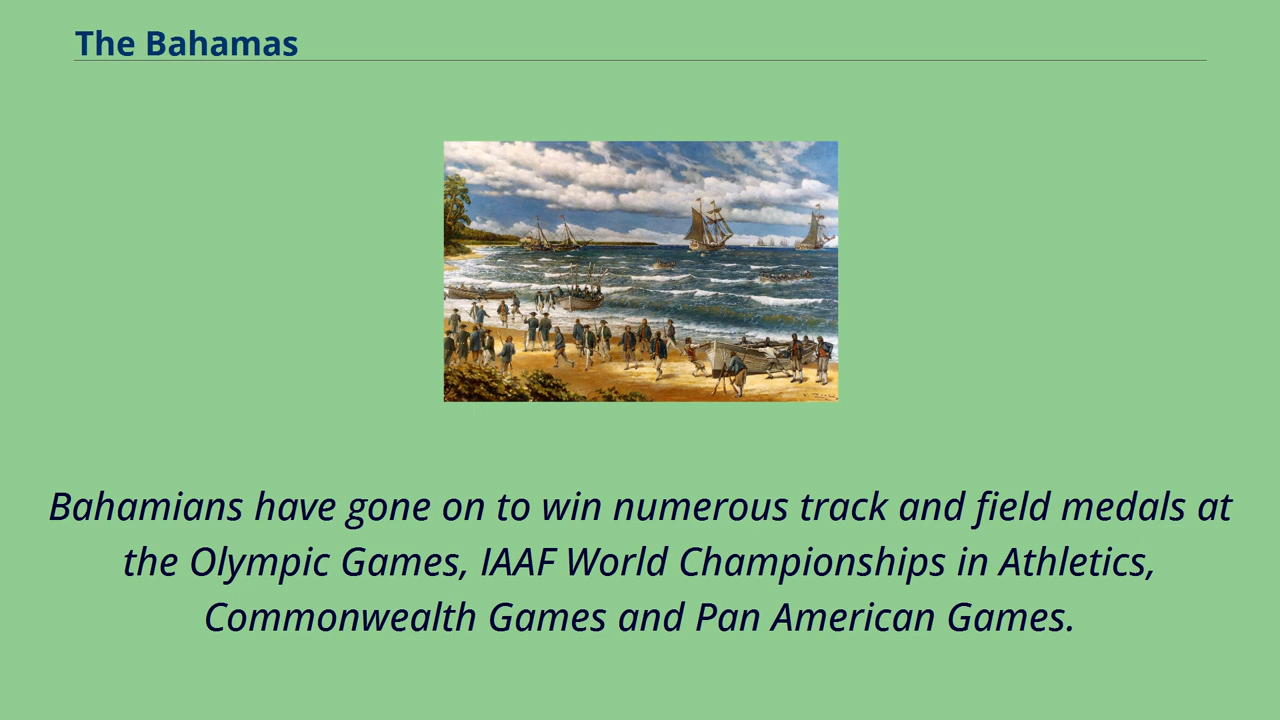 The Bahamas
Bahamians have gone on to win numerous track and field medals at
the Olympic Games, IAAF World Championships in Athletics,
Commonwealth Games and Pan American Games.